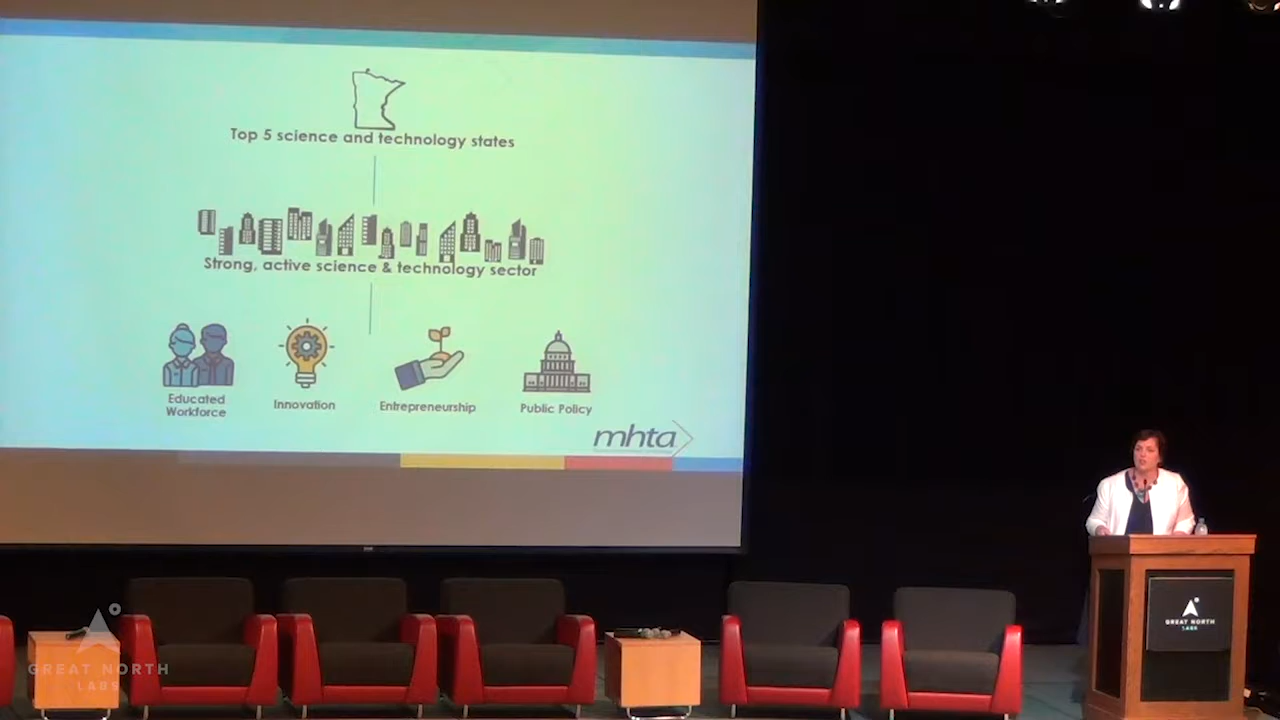 Top 5 science and technology states
Strong, active science & technology sector
Educated
Workforce
Innovation
Entrepreneurship
Public Policy
mhta
GREAT NORTH
LABS
GREAT NORTH
LABS